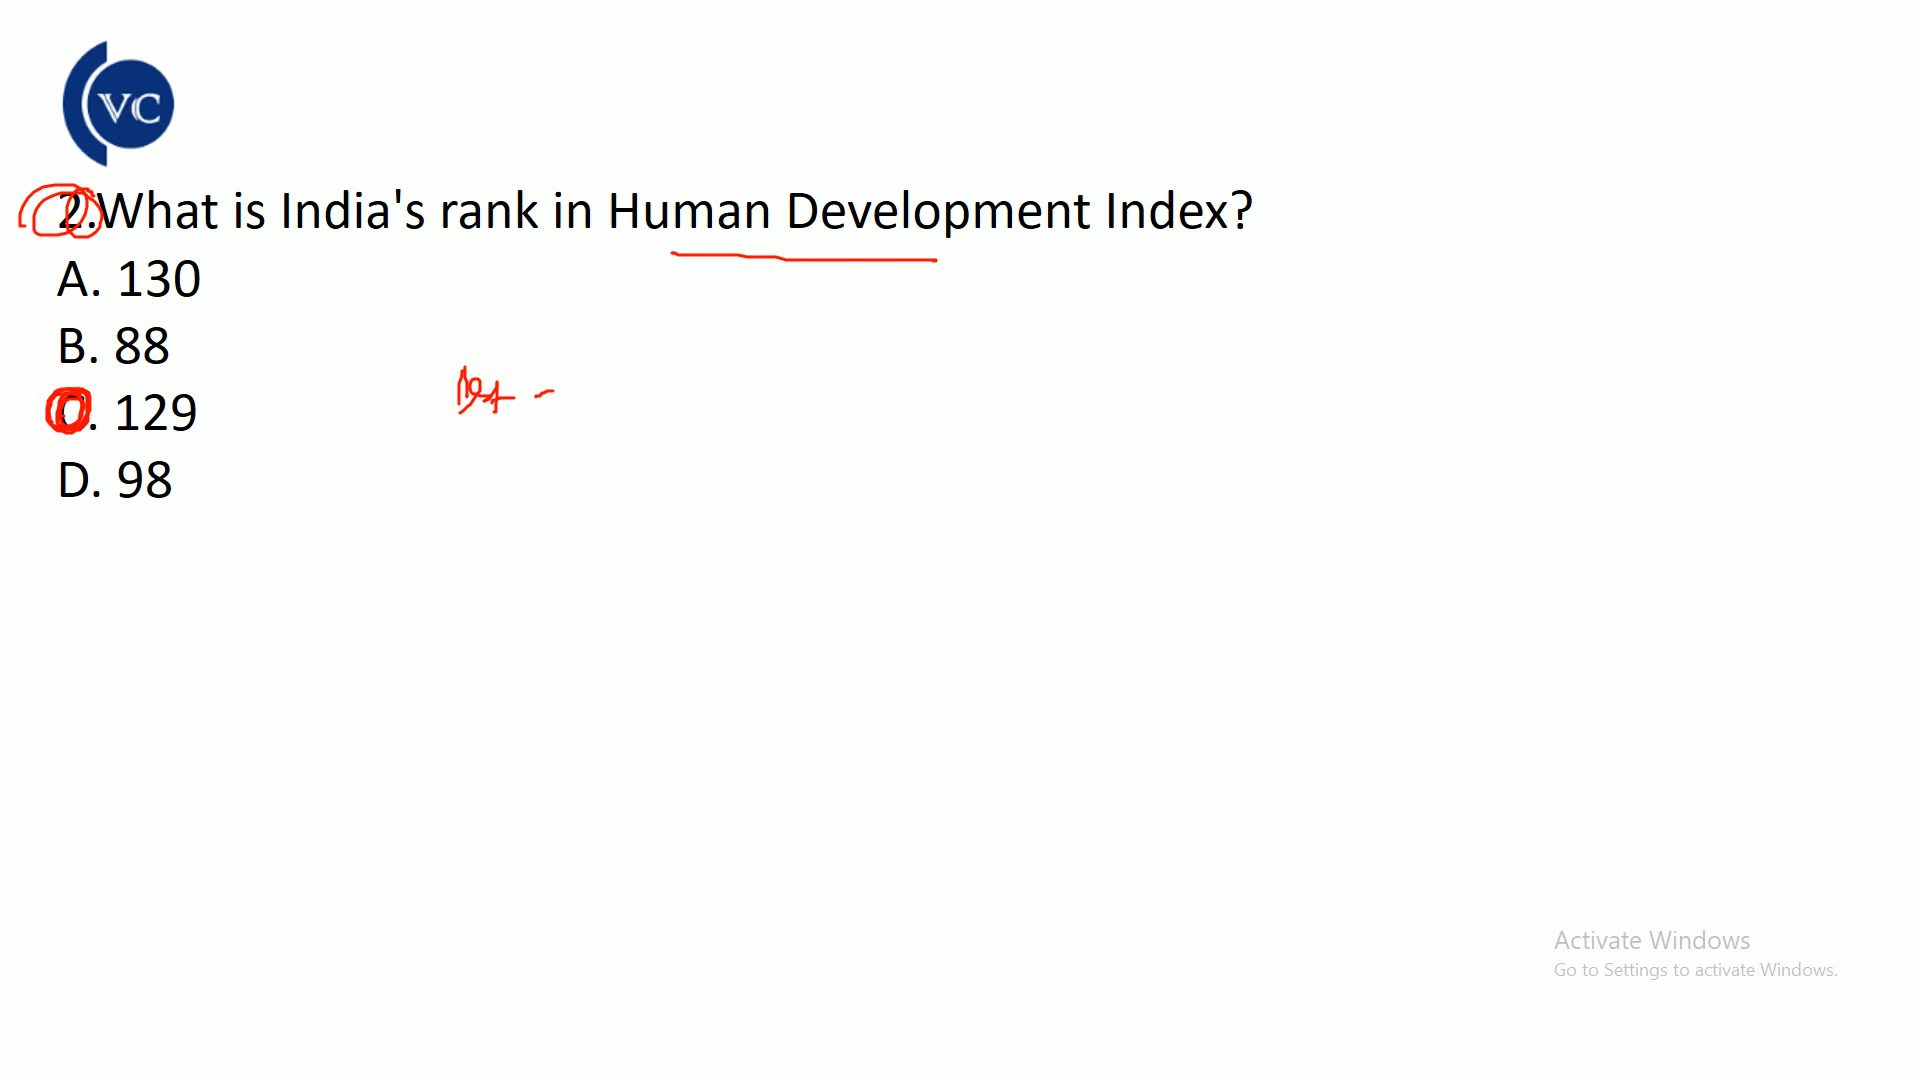 VC
2.What is India's rank in Human Development Index?
A. 130
B. 88
C. 129
D. 98
Activate Windows
Go to Settings to activate Windows.